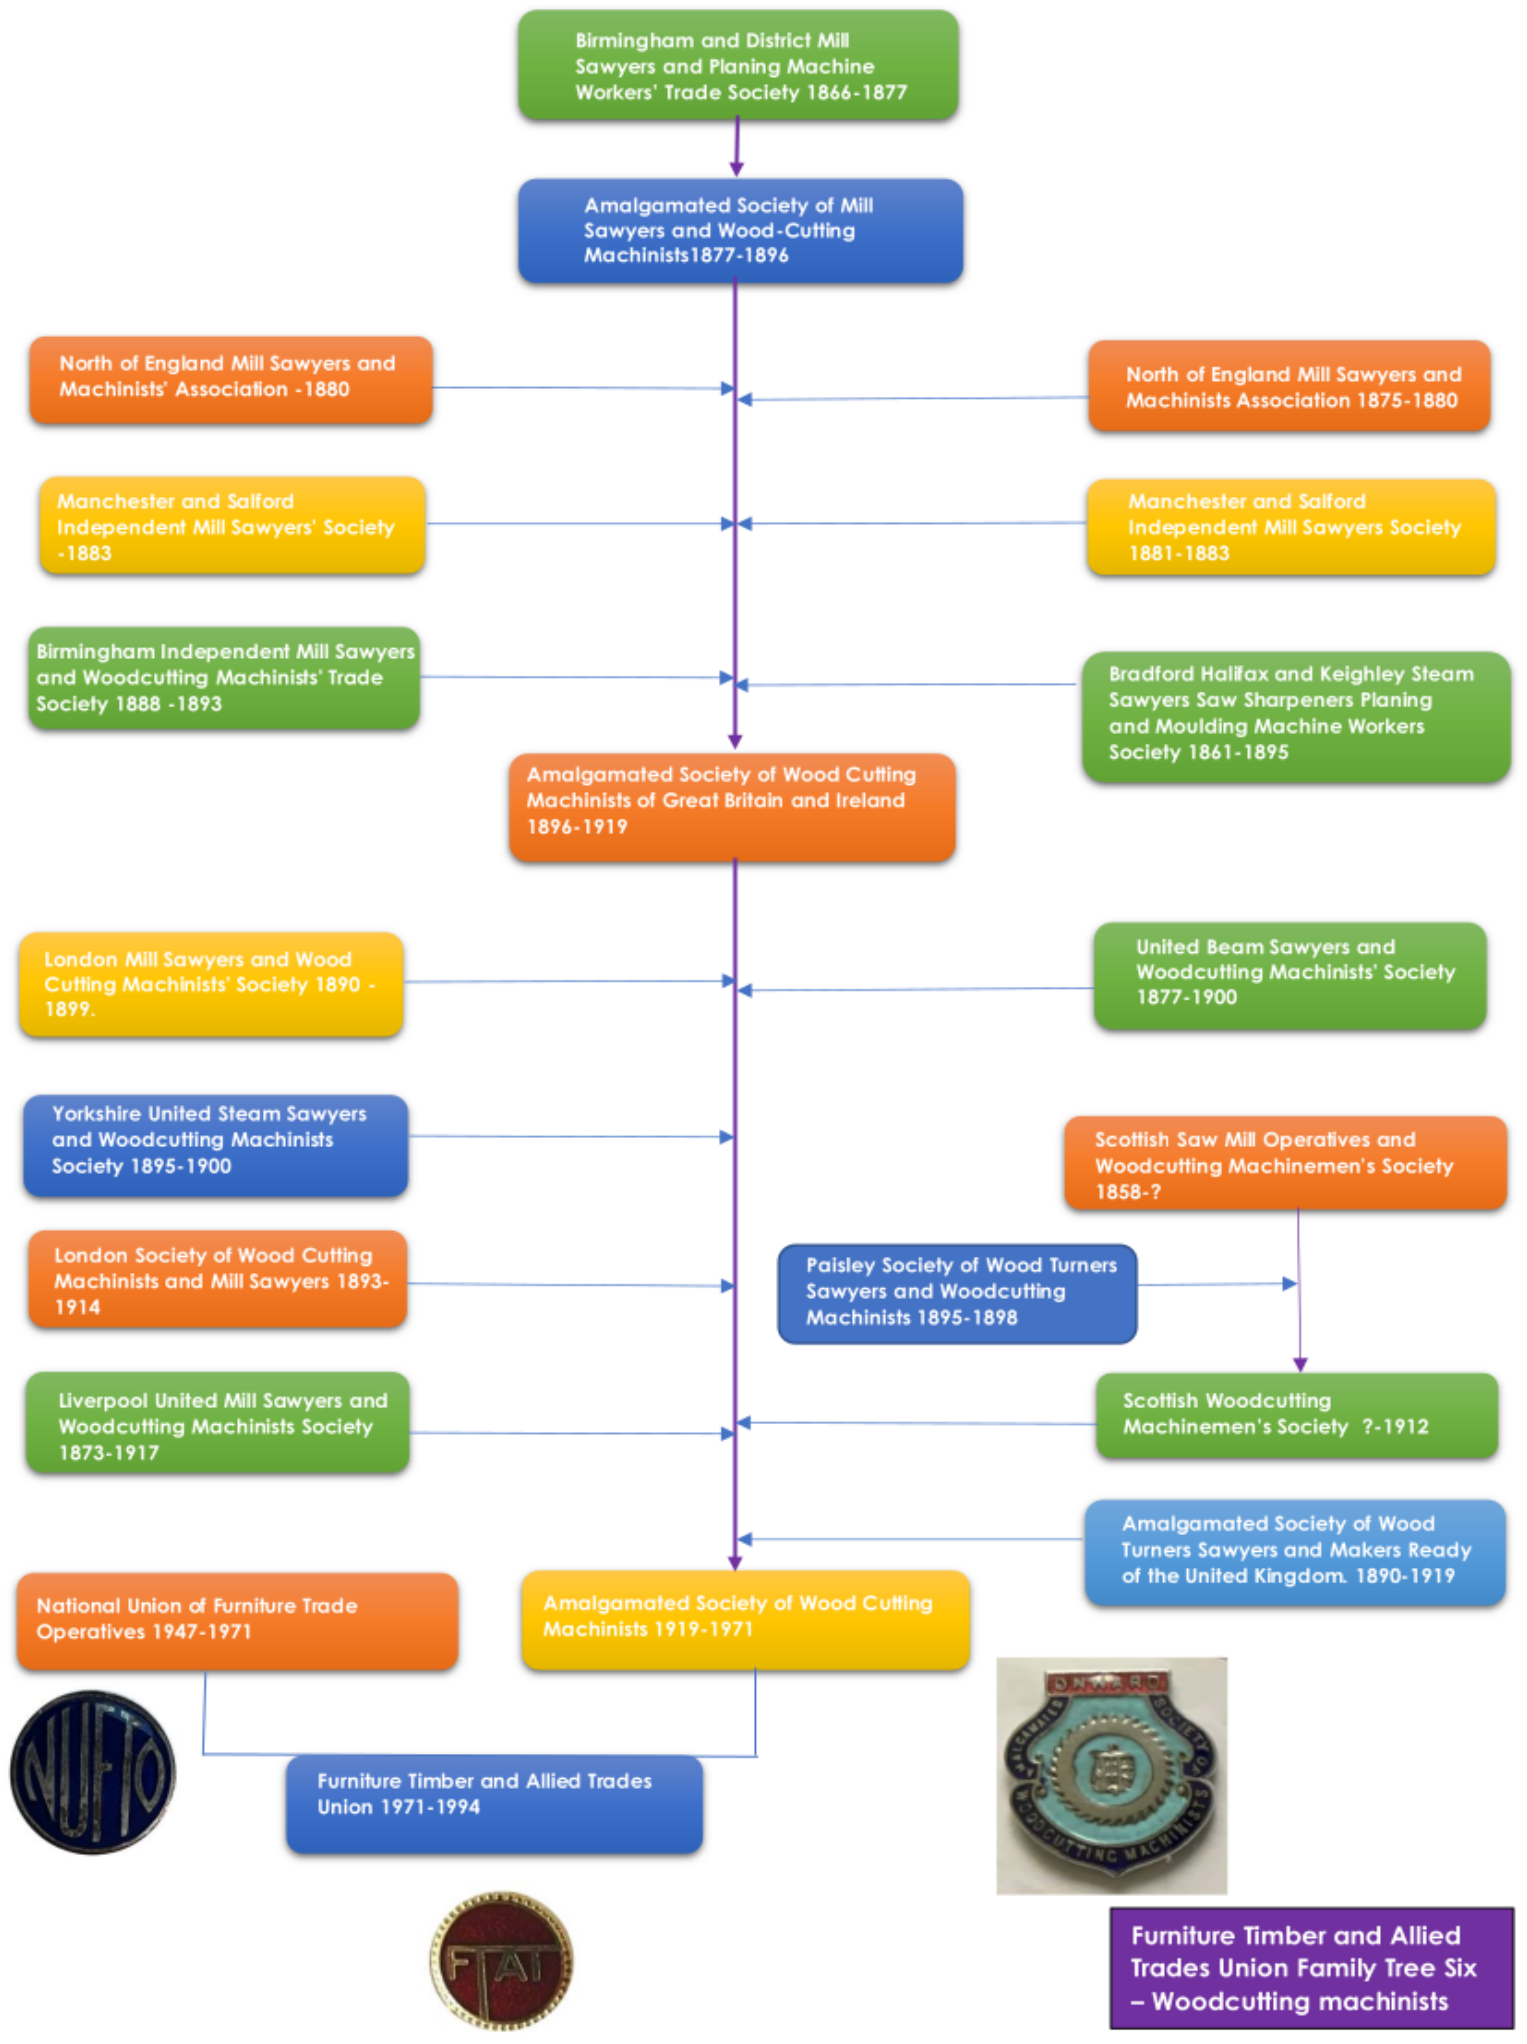 Birmingham and District Mill
Sawyers and Planing Machine
Workers' Trade Society 1866-1877
Amalgamated Society of Mill
Sawyers and Wood-Cutting
Machinists1877-1896
North of England Mill Sawyers and
Machinists' Association -1880
North of England Mill Sawyers and
Machinists Association 1875-1880
Manchester and Salford
Independent Mill Sawyers' Society
-1883
Manchester and Salford
Independent Mill Sawyers Society
1881-1883
Birmingham Independent Mill Sawyers
and Woodcutting Machinists' Trade
Society 1888 -1893
Bradford Halifax and Keighley Steam
Sawyers Saw Sharpeners Planing
and Moulding Machine Workers
Society 1861-1895
Amalgamated Society of Wood Cutting
Machinists of Great Britain and Ireland
1896-1919
London Mill Sawyers and Wood
Cutting Machinists' Society 1890 -
1899.
United Beam Sawyers and
Woodcutting Machinists' Society
1877-1900
Yorkshire United Steam Sawyers
and Woodcutting Machinists
Society 1895-1900
Scottish Saw Mill Operatives and
Woodcutting Machinemen's Society
1858-?
London Society of Wood Cutting
Machinists and Mill Sawyers 1893-
1914
Paisley Society of Wood Turners
Sawyers and Woodcutting
Machinists 1895-1898
Liverpool United Mill Sawyers and
Woodcutting Machinists Society
1873-1917
Scottish Woodcutting
Machinemen's Society ?-1912
Amalgamated Society of Wood
Turners Sawyers and Makers Ready
of the United Kingdom. 1890-1919
National Union of Furniture Trade
Operatives 1947-1971
Amalgamated Society of Wood Cutting
Machinists 1919-1971
NUFTO
ONWARD
AMALGAMATED SOCIETY OF
WOODCUTTING MACHINISTS
Furniture Timber and Allied Trades
Union 1971-1994
FTAT
Furniture Timber and Allied
Trades Union Family Tree Six
– Woodcutting machinists